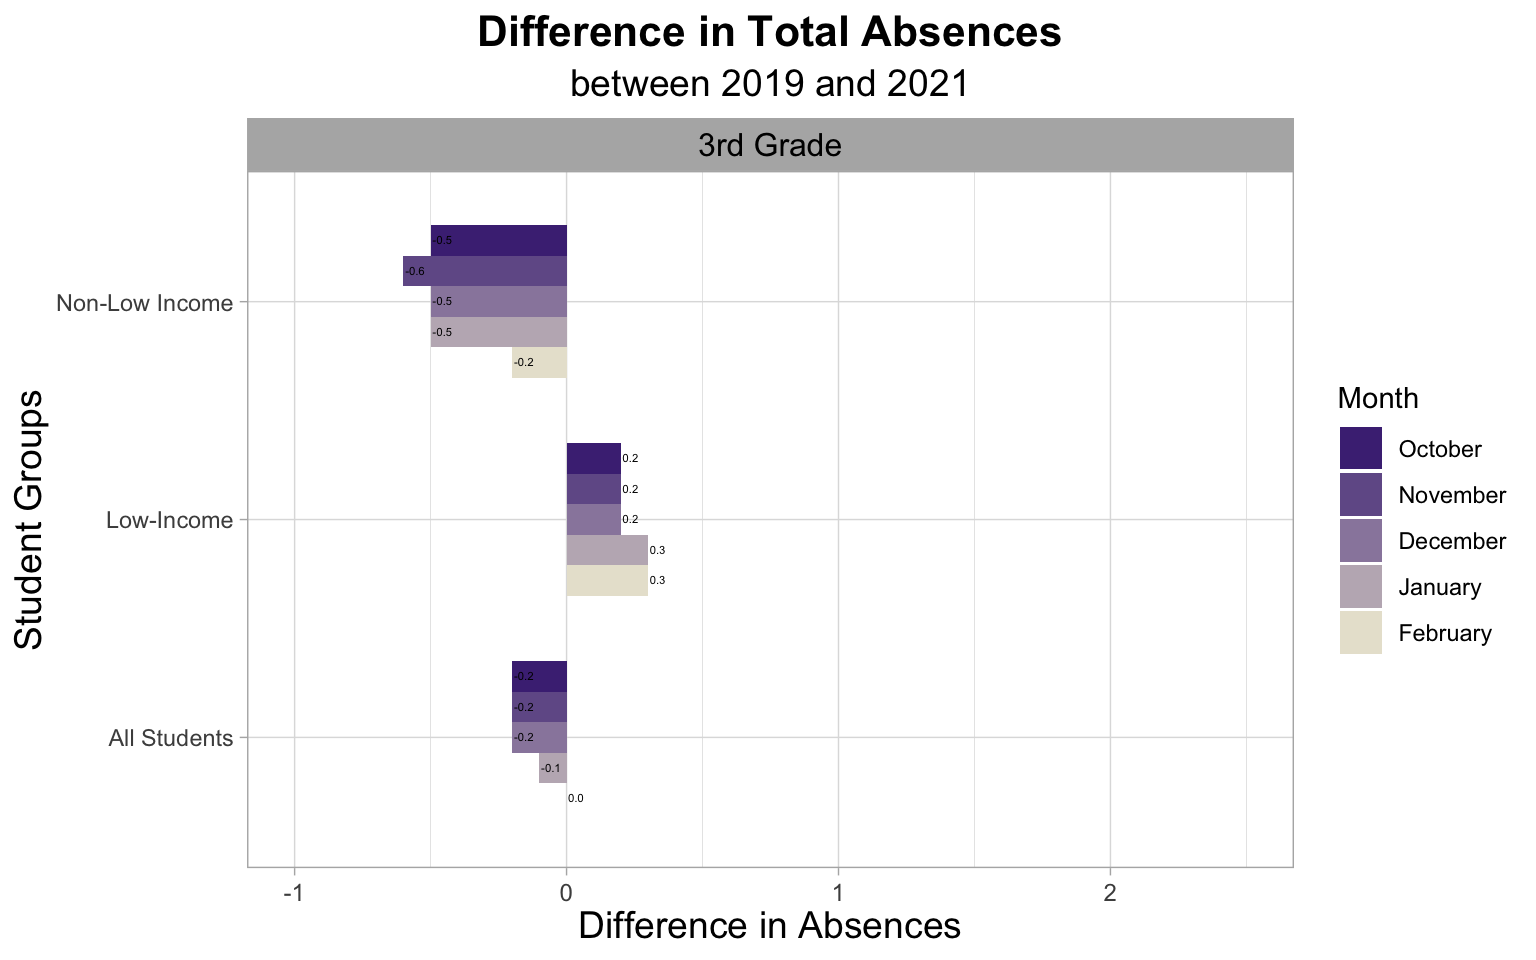 Difference in Total Absences
between 2019 and 2021
3rd Grade
Student Groups
Non-Low Income
-0.5
-0.6
-0.5
-0.5
-0.2
Low-Income
0.2
0.2
0.2
0.3
0.3
All Students
-0.2
-0.2
-0.2
-0.1
0.0
-1 0 1 2
Difference in Absences
Month
October
November
December
January
February